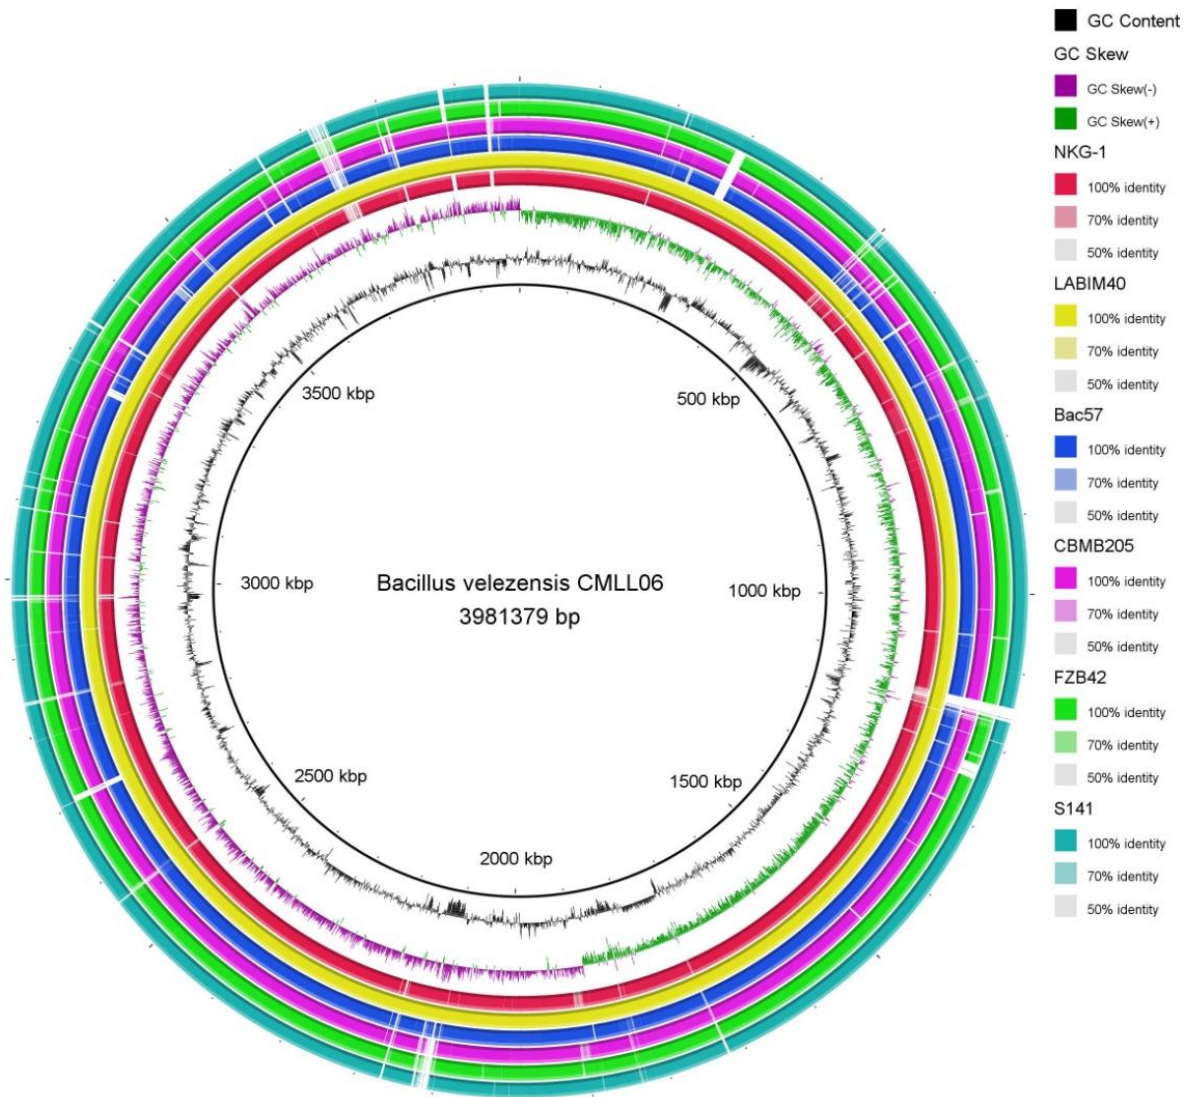 GC Content
GC Skew
GC Skew(-)
GC Skew(+)
NKG-1
100% identity
70% identity
50% identity
LABIM40
100% identity
70% identity
50% identity
Bac57
100% identity
70% identity
50% identity
CBMB205
100% identity
70% identity
50% identity
FZB42
100% identity
70% identity
50% identity
S141
100% identity
70% identity
50% identity
500 kbp
1000 kbp
1500 kbp
2000 kbp
2500 kbp
3000 kbp
3500 kbp
Bacillus velezensis CMLL06
3981379 bp